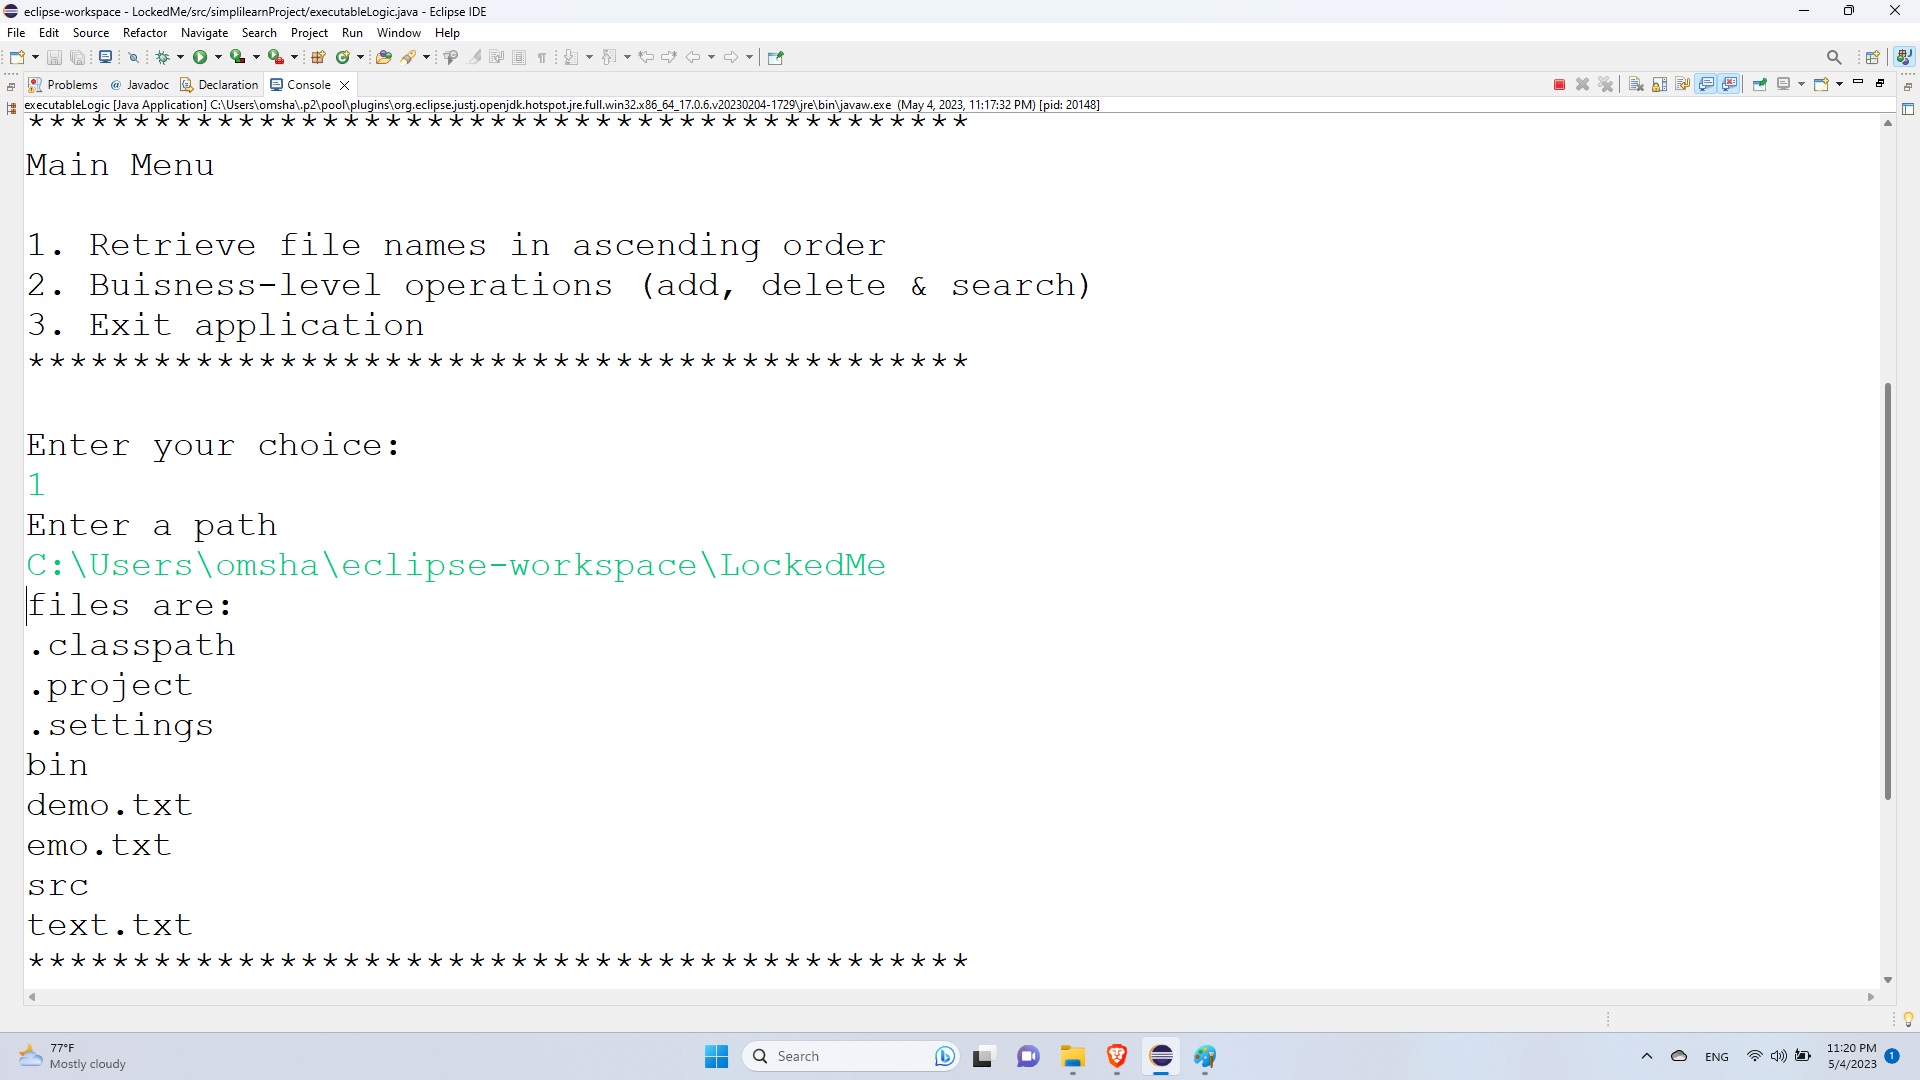 eclipse-workspace - LockedMe/src/simplilearnProject/executableLogic.java - Eclipse IDE
File Edit Source Refactor Navigate Search Project Run Window Help
Problems @ Javadoc Declaration Console
executableLogic [Java Application] C:\Users\omsha\.p2\pool\plugins\org.eclipse.justj.openjdk.hotspot.jre.full.win32.x86_64_17.0.6.v20230204-1729\jre\bin\javaw.exe (May 4, 2023, 11:17:32 PM) [pid: 20148]
*********************************************
Main Menu
1. Retrieve file names in ascending order
2. Buisness-level operations (add, delete & search)
3. Exit application
*********************************************
Enter your choice:
1
Enter a path
C:\Users\omsha\eclipse-workspace\LockedMe
files are:
.classpath
.project
.settings
bin
demo.txt
emo.txt
src
text.txt
*********************************************
77°F
Mostly cloudy
Search
ENG
11:20 PM
5/4/2023
1